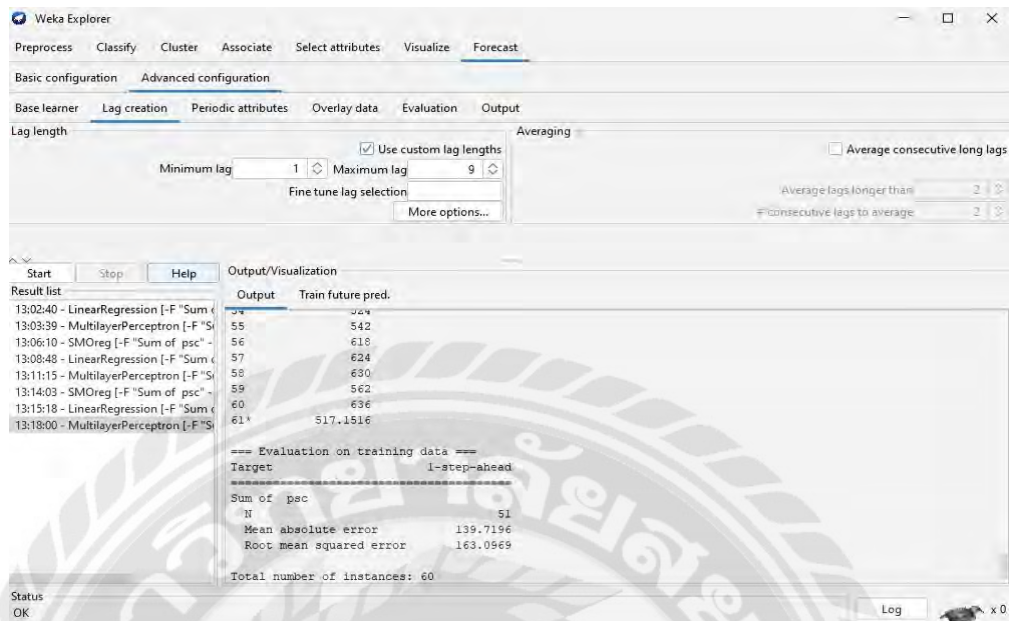 Weka Explorer
Preprocess Classify Cluster Associate Select attributes Visualize Forecast
Basic configuration Advanced configuration
Base learner Lag creation Periodic attributes Overlay data Evaluation Output
Lag length
Use custom lag lengths
Minimum lag 1 Maximum lag 9
Fine tune lag selection
More options...
Averaging
Average consecutive long lags
Average lags longer than 2
# consecutive lags to average 2
Start Stop Help
Result list
13:02:40 - LinearRegression [-F "Sum
13:03:39 - MultilayerPerceptron [-F "S
13:06:10 - SMOreg [-F "Sum of psc" -
13:08:48 - LinearRegression [-F "Sum
13:11:15 - MultilayerPerceptron [-F "S
13:14:03 - SMOreg [-F "Sum of psc" -
13:15:18 - LinearRegression [-F "Sum
13:18:00 - MultilayerPerceptron [-F "S
Output/Visualization
Output Train future pred.
54 524
55 542
56 618
57 624
58 630
59 562
60 636
61* 517.1516
=== Evaluation on training data ===
Target 1-step-ahead
Sum of psc
N 51
Mean absolute error 139.7196
Root mean squared error 163.0969
Total number of instances: 60
Status
OK
Log x 0